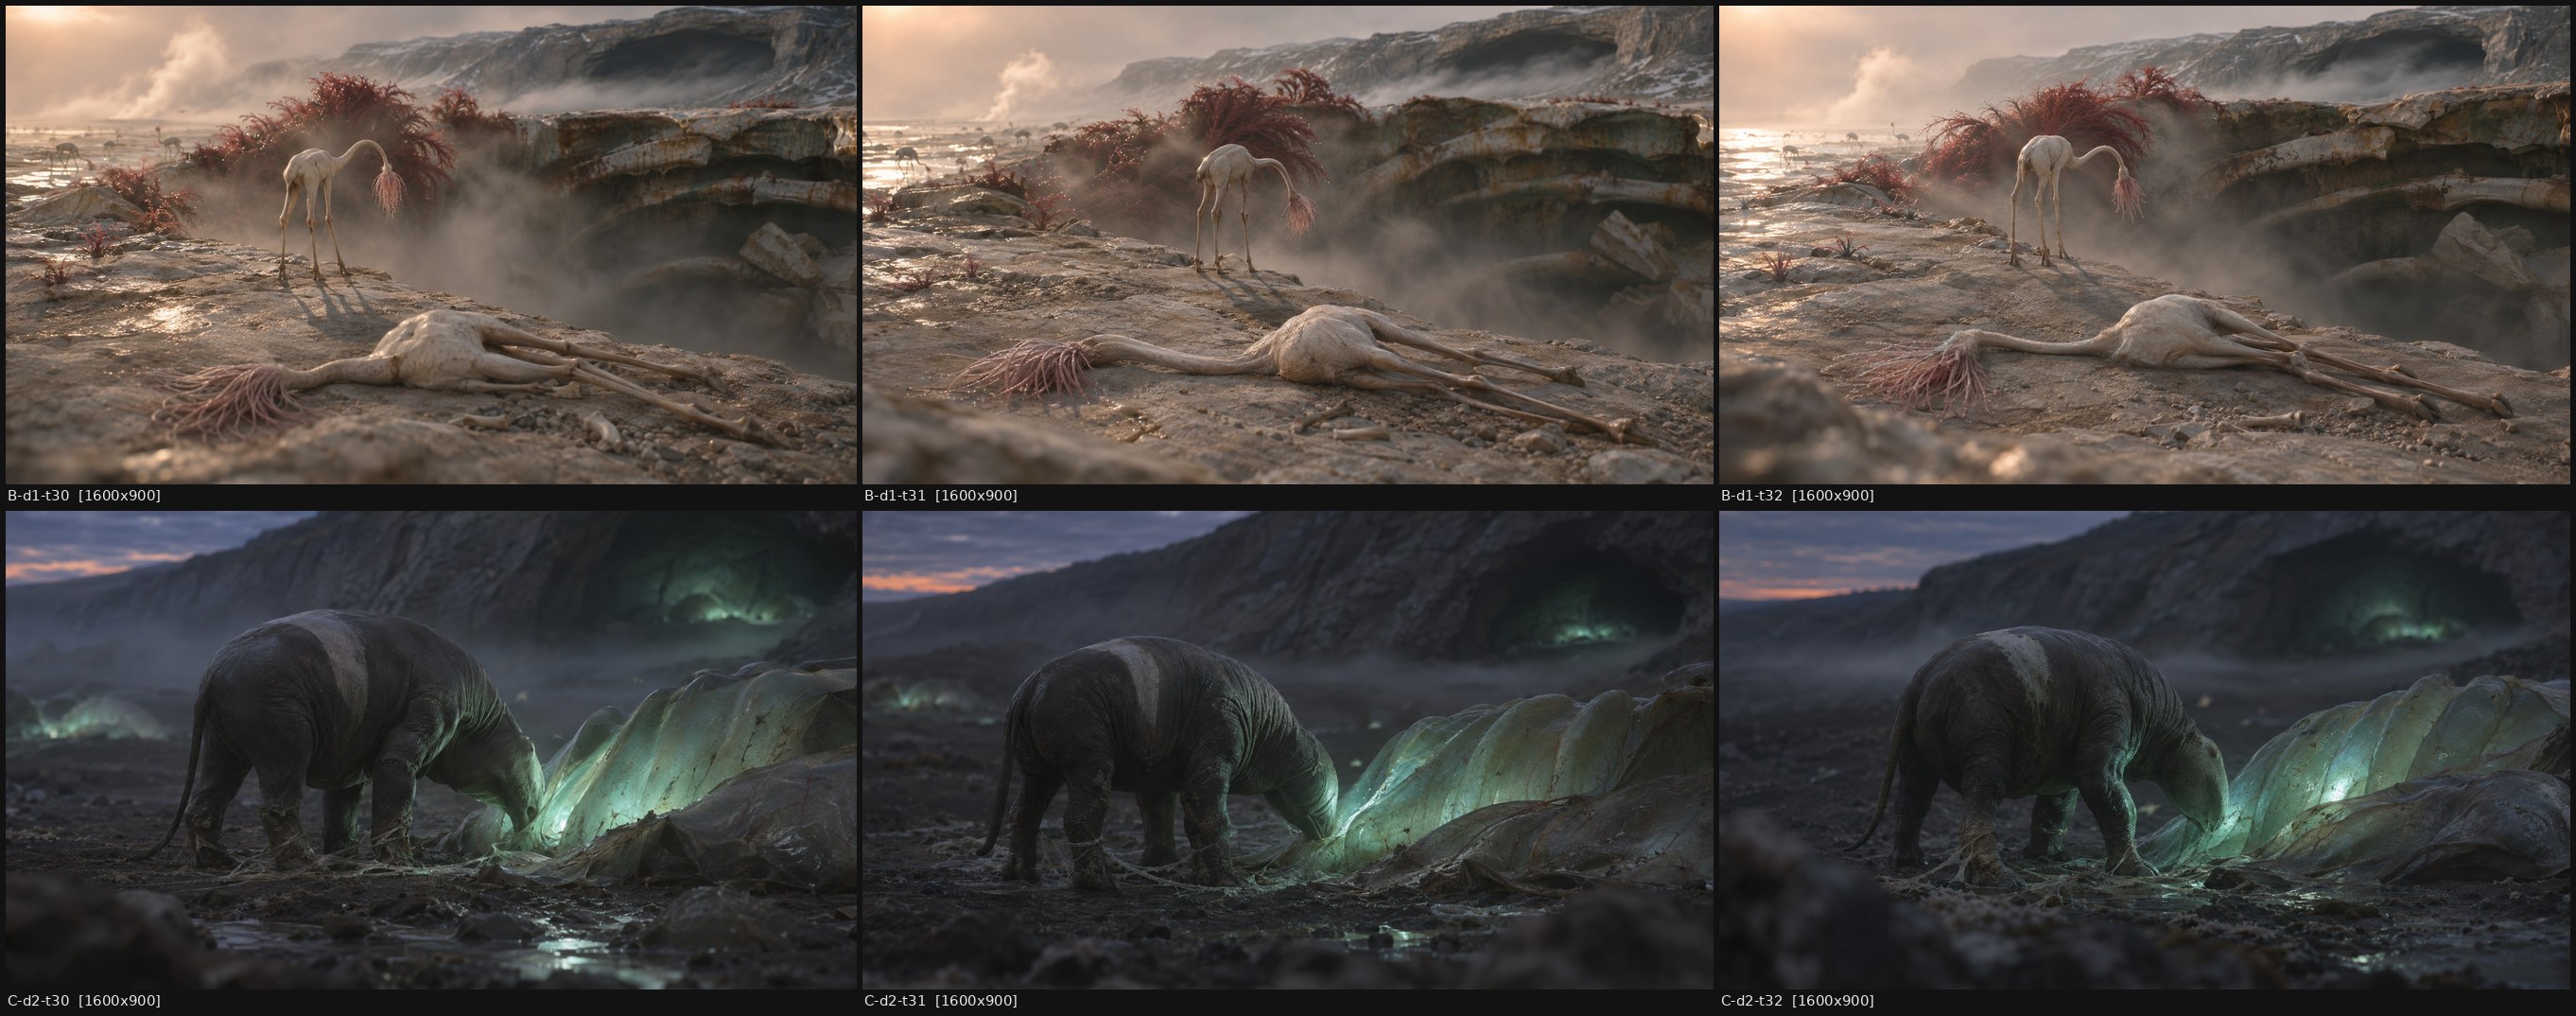 B-d1-t30 [1600x900]
B-d1-t31 [1600x900]
B-d1-t32 [1600x900]
C-d2-t30 [1600x900]
C-d2-t31 [1600x900]
C-d2-t32 [1600x900]